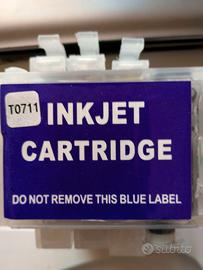 T0711
INKJET
CARTRIDGE
DO NOT REMOVE THIS BLUE LABEL
subito